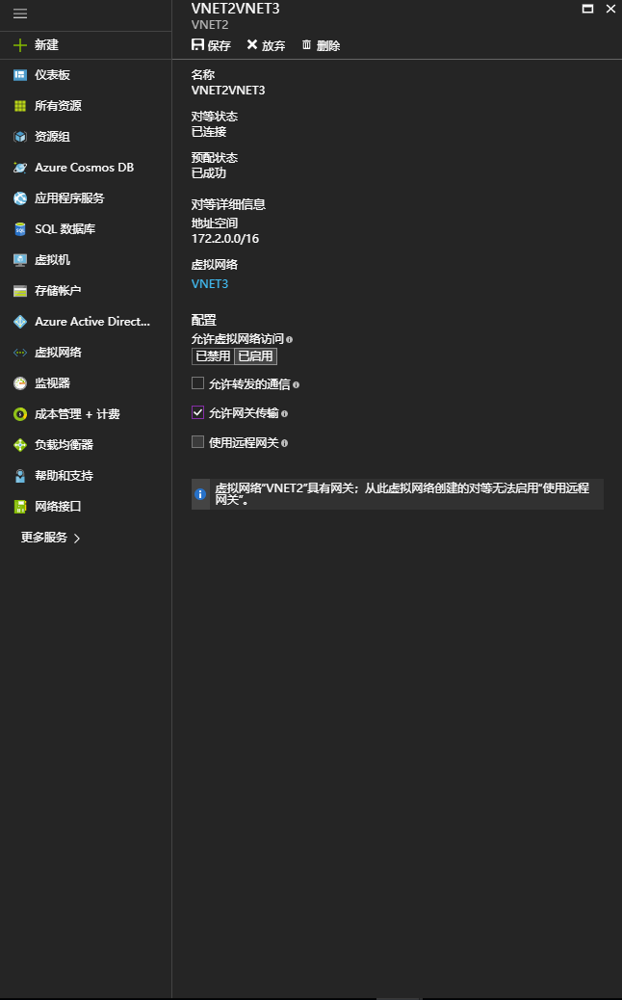 新建
仪表板
所有资源
资源组
Azure Cosmos DB
应用程序服务
SQL 数据库
虚拟机
存储帐户
Azure Active Direct...
虚拟网络
监视器
成本管理 + 计费
负载均衡器
帮助和支持
网络接口
更多服务
VNET2VNET3
VNET2
保存 放弃 删除
名称
VNET2VNET3
对等状态
已连接
预配状态
已成功
对等详细信息
地址空间
172.2.0.0/16
虚拟网络
VNET3
配置
允许虚拟网络访问
已禁用 已启用
允许转发的通信
允许网关传输
使用远程网关
虚拟网络"VNET2"具有网关；从此虚拟网络创建的对等无法启用"使用远程
网关"。